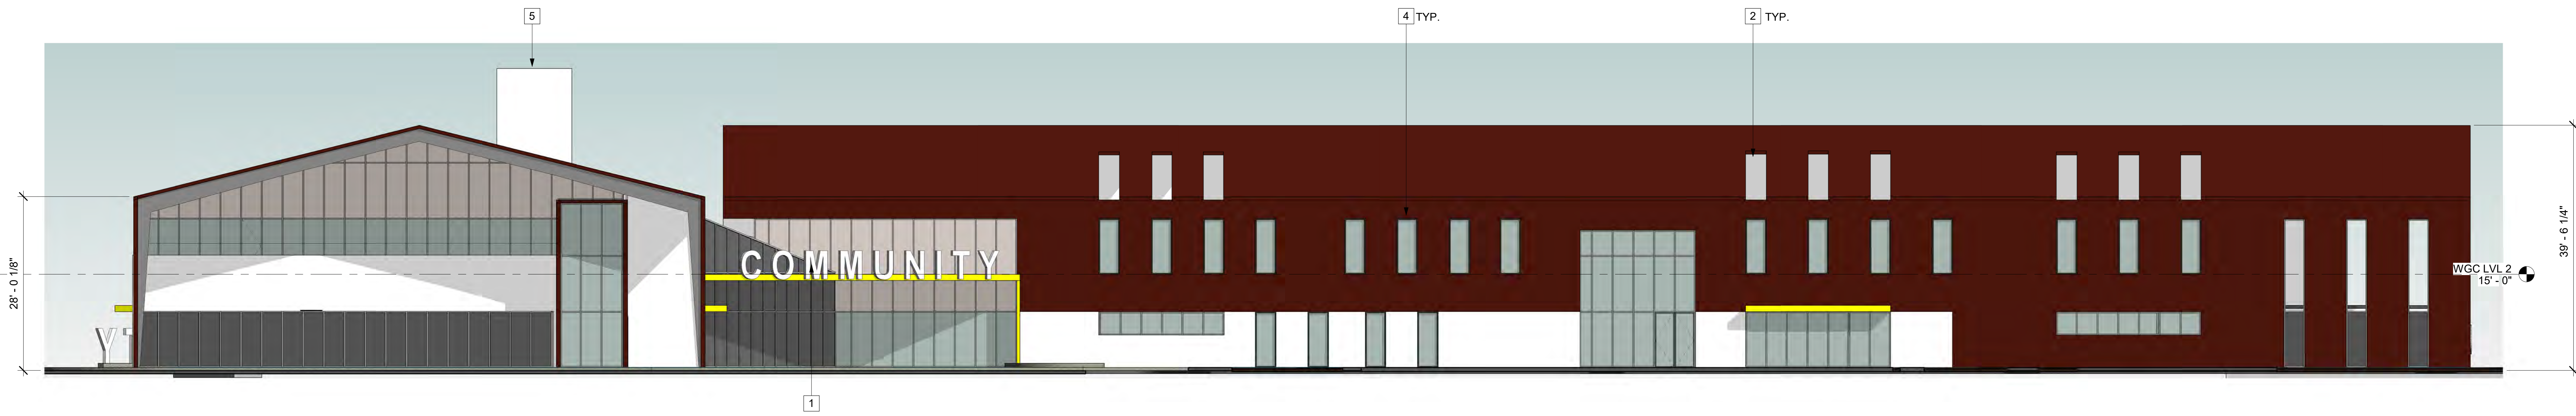 5
4 TYP.
2 TYP.
28' - 0 1/8"
39' - 6 1/4"
COMMUNITY
WGC LVL 2
15' - 0"
Y
1